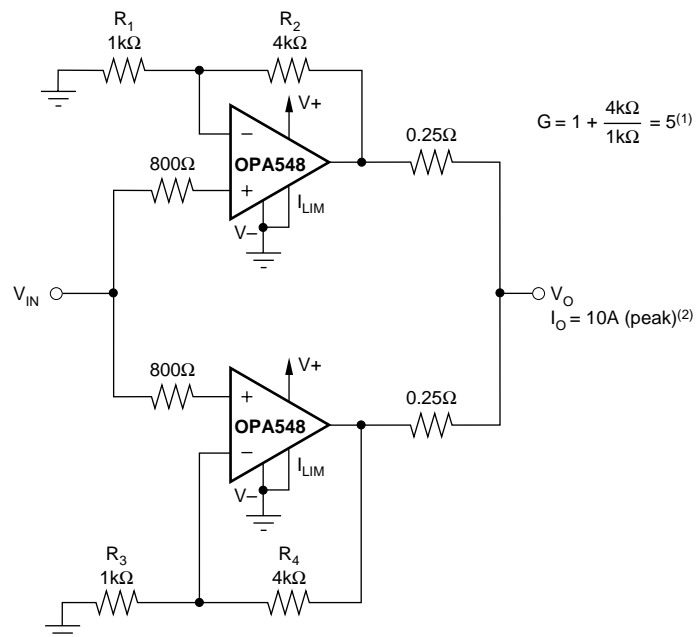 R1
1kΩ
R2
4kΩ
V+
G = 1 + 4kΩ/1kΩ = 5(1)
0.25Ω
800Ω
–
OPA548
+
ILIM
V–
VIN
VO
IO = 10A (peak)(2)
800Ω
V+
0.25Ω
+
OPA548
–
ILIM
V–
R3
1kΩ
R4
4kΩ